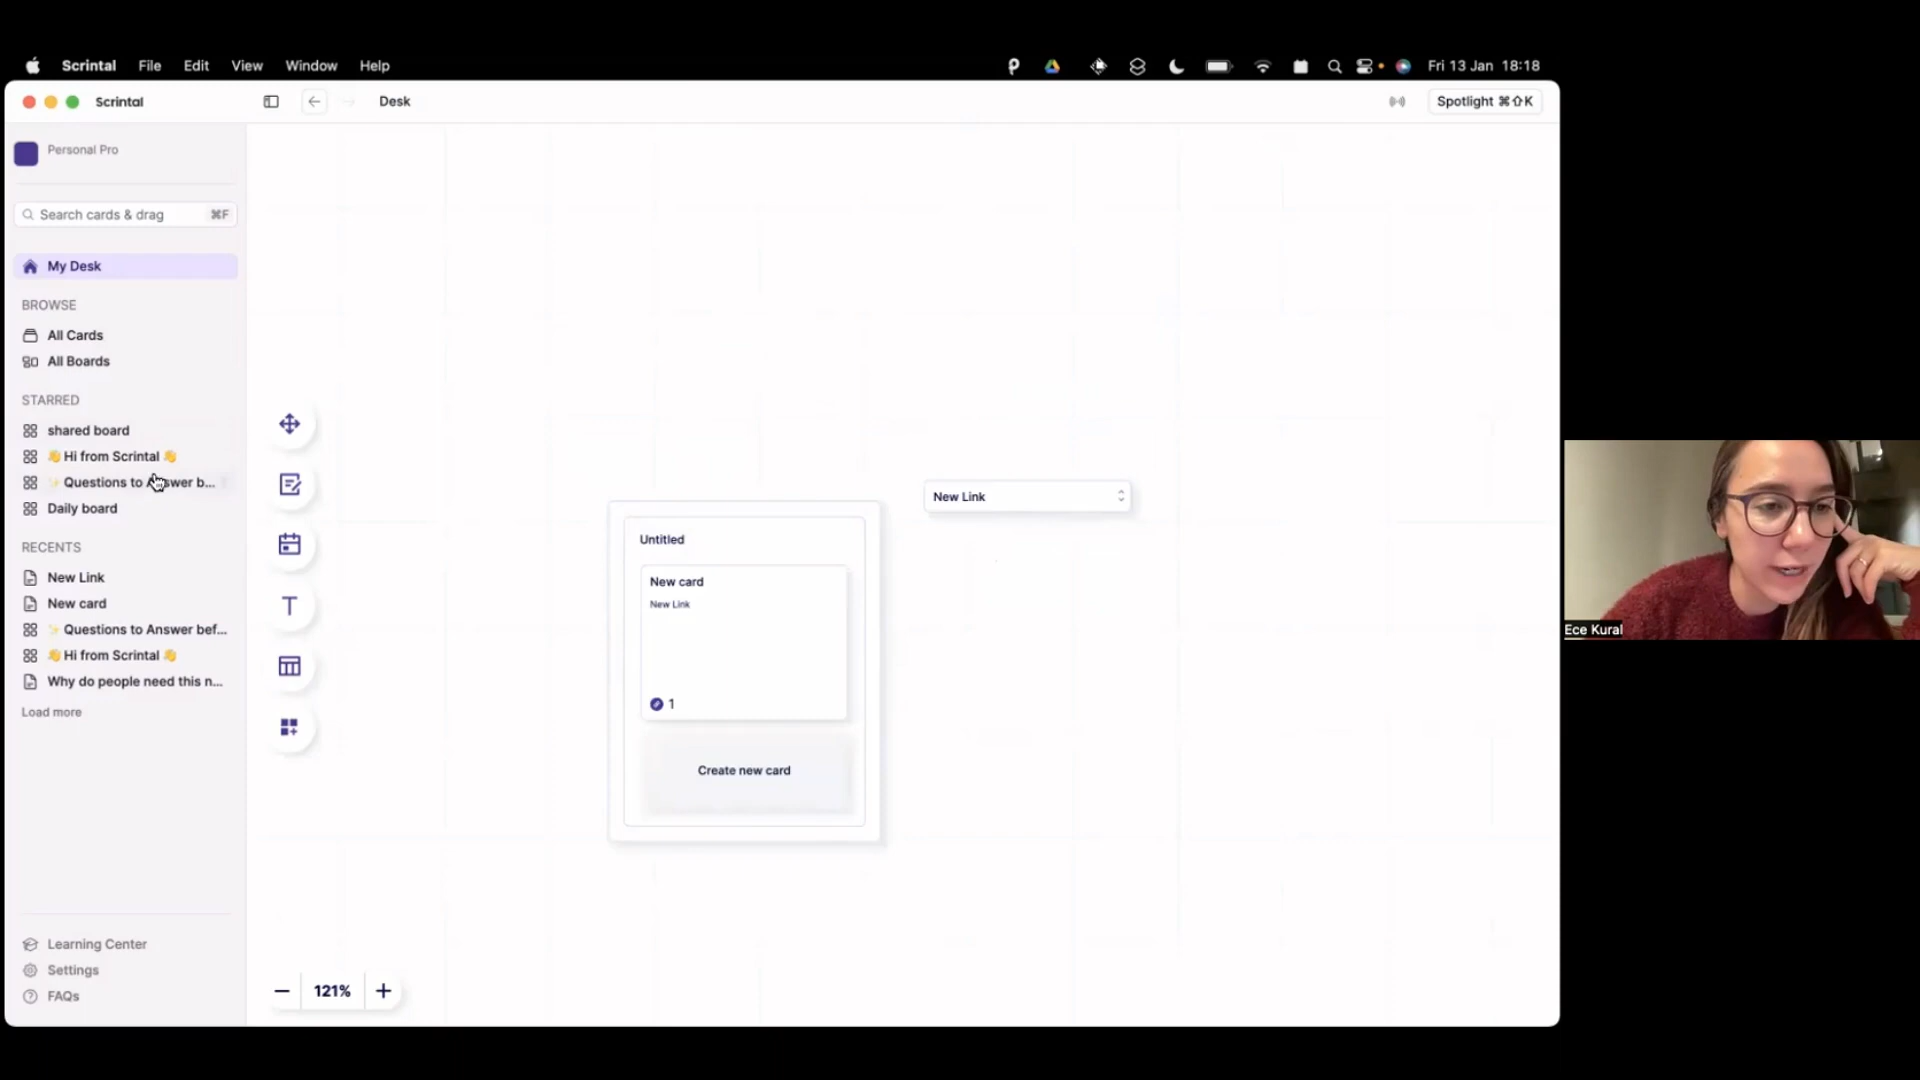 Scrintal File Edit View Window Help
Fri 13 Jan 18:18
Scrintal
Desk
Spotlight ⌘⇧K
Personal Pro
Search cards & drag ⌘F
My Desk
BROWSE
All Cards
All Boards
STARRED
shared board
👋 Hi from Scrintal 👋
✨ Questions to Answer b...
Daily board
RECENTS
New Link
New card
✨ Questions to Answer bef...
👋 Hi from Scrintal 👋
Why do people need this n...
Load more
Learning Center
Settings
FAQs
121%
Untitled
New card
New Link
1
Create new card
New Link
Ece Kural